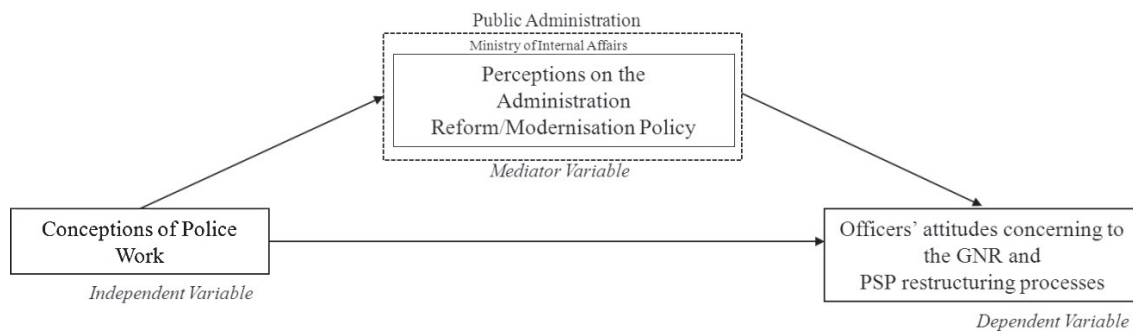 Public Administration
Ministry of Internal Affairs
Perceptions on the
Administration
Reform/Modernisation Policy
Mediator Variable
Conceptions of Police
Work
Independent Variable
Officers’ attitudes concerning to
the GNR and
PSP restructuring processes
Dependent Variable